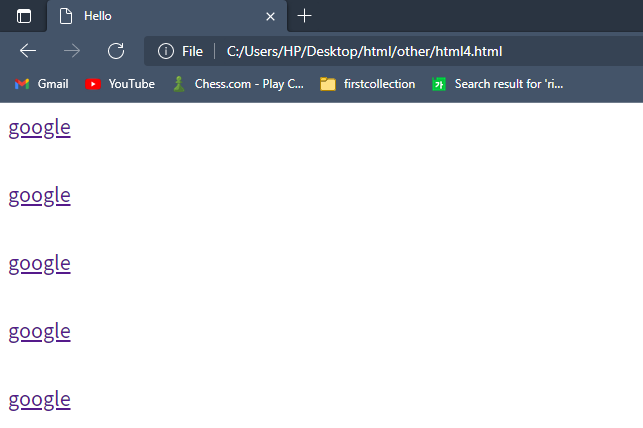 Hello
File C:/Users/HP/Desktop/html/other/html4.html
Gmail YouTube Chess.com - Play C... firstcollection 가 Search result for 'ri...
google
google
google
google
google